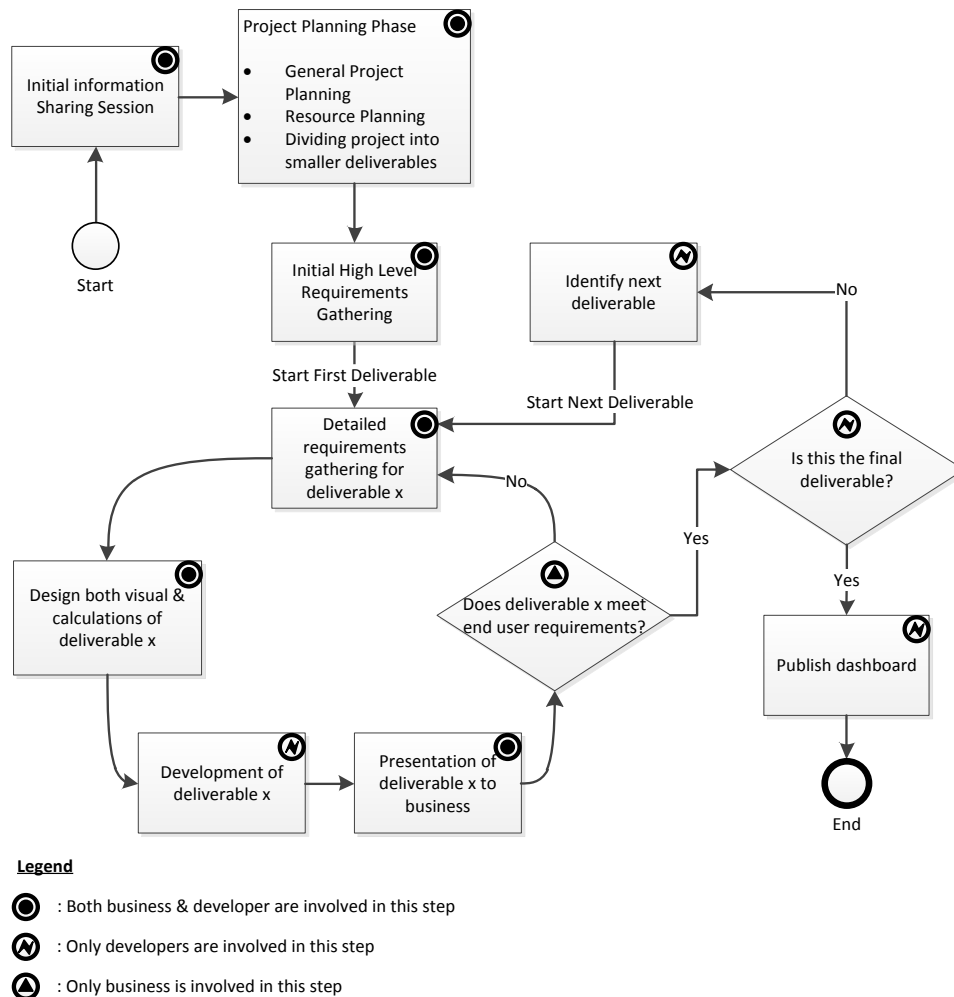 Project Planning Phase
• General Project
Planning
• Resource Planning
• Dividing project into
smaller deliverables
Initial information
Sharing Session
Start
Initial High Level
Requirements
Gathering
Identify next
deliverable
No
Start First Deliverable
Start Next Deliverable
Detailed
requirements
gathering for
deliverable x
No
Is this the final
deliverable?
Yes
Yes
Design both visual &
calculations of
deliverable x
Does deliverable x meet
end user requirements?
Publish dashboard
Development of
deliverable x
Presentation of
deliverable x to
business
End
Legend
: Both business & developer are involved in this step
: Only developers are involved in this step
: Only business is involved in this step